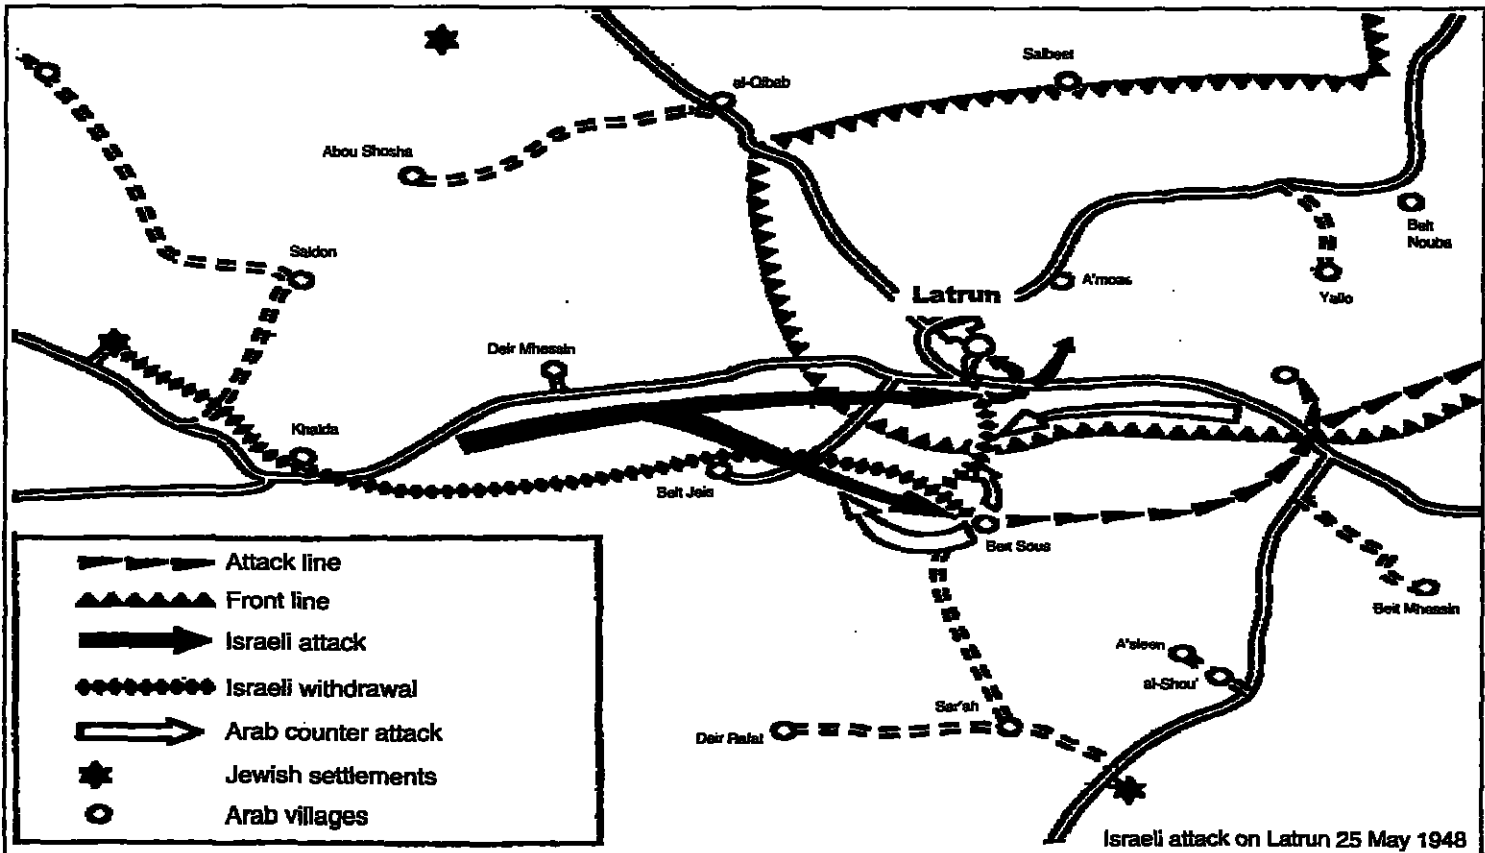 Salbeet
al-Qibab
Abou Shosha
Beit
Nouba
Saidon
A'moas
Latrun
Yallo
Deir Mhessin
Khalda
Beit Jeis
Beit Sous
Attack line
Front line
Israeli attack
Israeli withdrawal
Arab counter attack
Jewish settlements
Arab villages
Beit Mhessin
A'sleen
al-Shou'
Sar'ah
Deir Rafat
Israeli attack on Latrun 25 May 1948